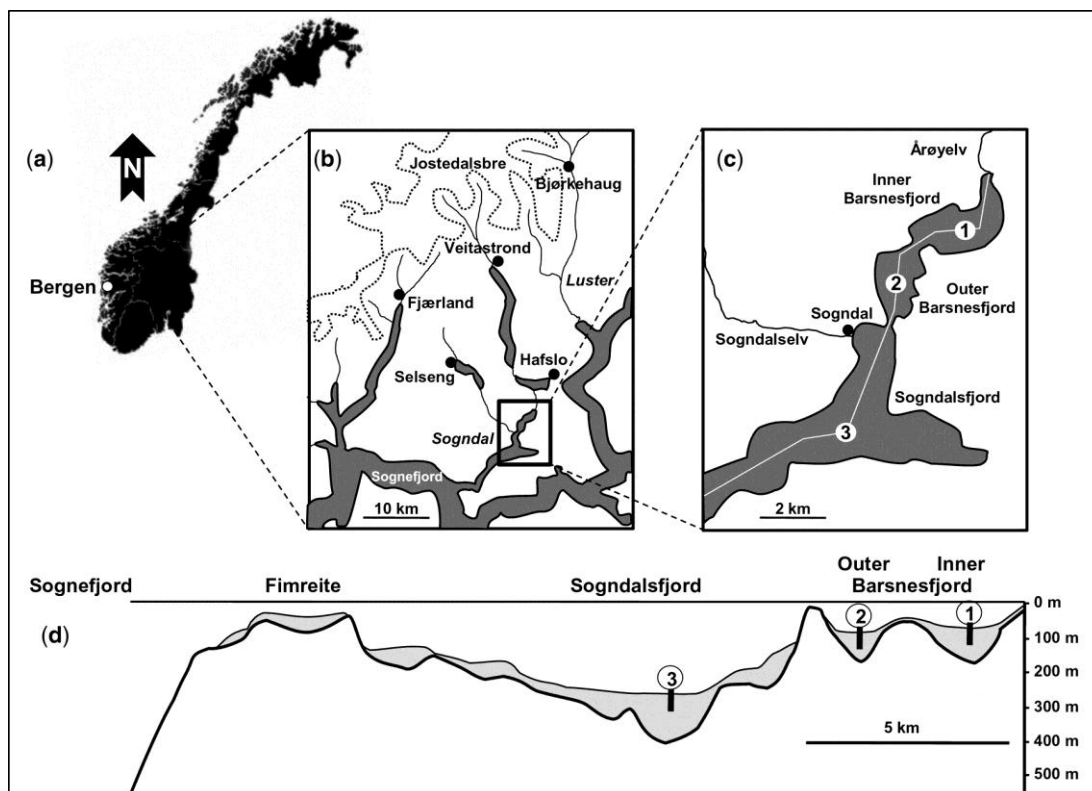 (a)
N
Bergen
(b)
Jostedalsbre
Bjørkehaug
Veitastrond
Luster
Fjærland
Hafslo
Selseng
Sogndal
Sognefjord
10 km
(c)
Årøyelv
Inner
Barsnesfjord
1
2
Outer
Barsnesfjord
Sogndal
Sogndalselv
Sogndalsfjord
3
2 km
Sognefjord
Fimreite
Sogndalsfjord
Outer
Inner
Barsnesfjord
(d)
0 m
2
1
100 m
3
200 m
300 m
5 km
400 m
500 m